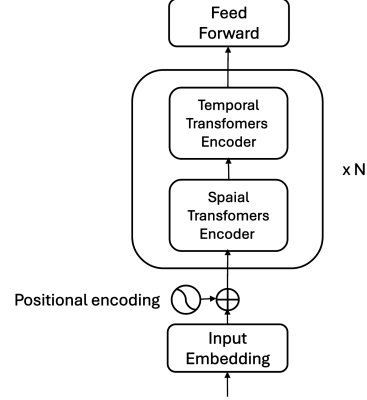 Feed
Forward
Temporal
Transfomers
Encoder
x N
Spaial
Transfomers
Encoder
Positional encoding
Input
Embedding